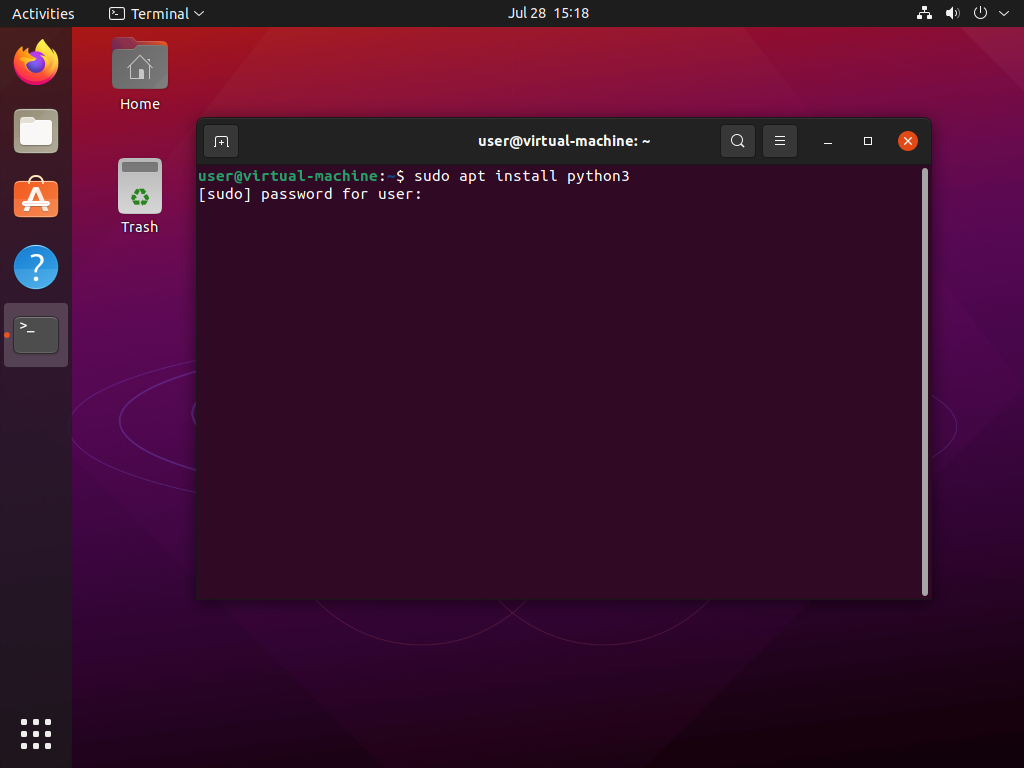 Activities Terminal Jul 28 15:18
Home
Trash
user@virtual-machine: ~
user@virtual-machine:~$ sudo apt install python3
[sudo] password for user: